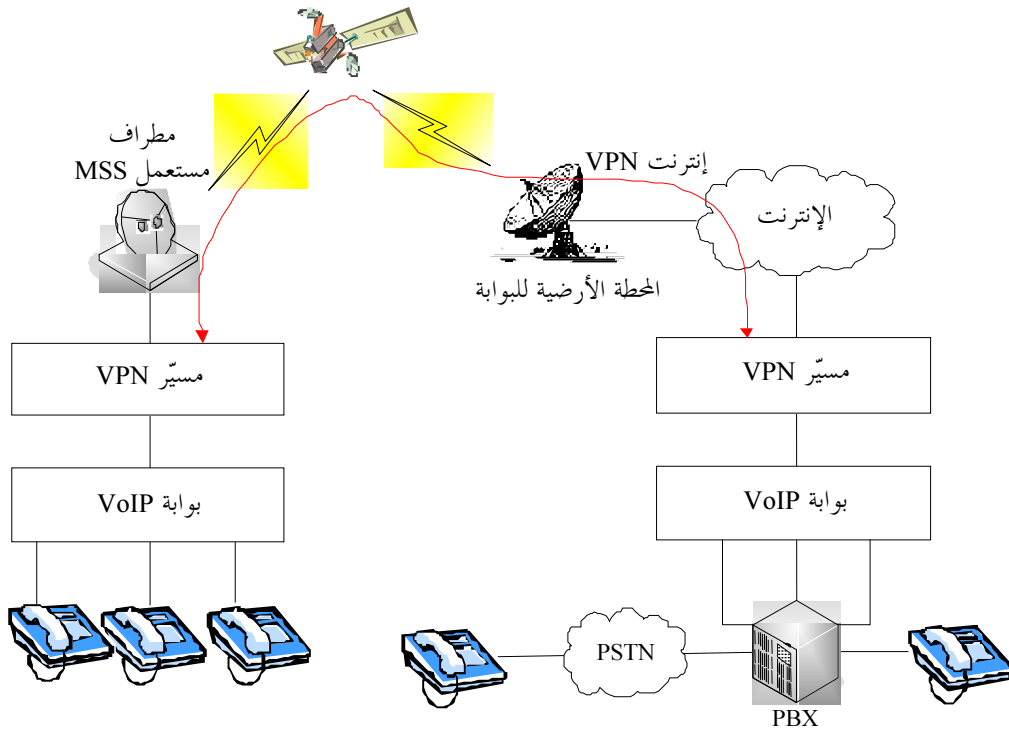 مطراف
مستعمل MSS
إنترنت VPN
الإنترنت
المحطة الأرضية للبوابة
مسيّر VPN
مسيّر VPN
بوابة VoIP
بوابة VoIP
PSTN
PBX